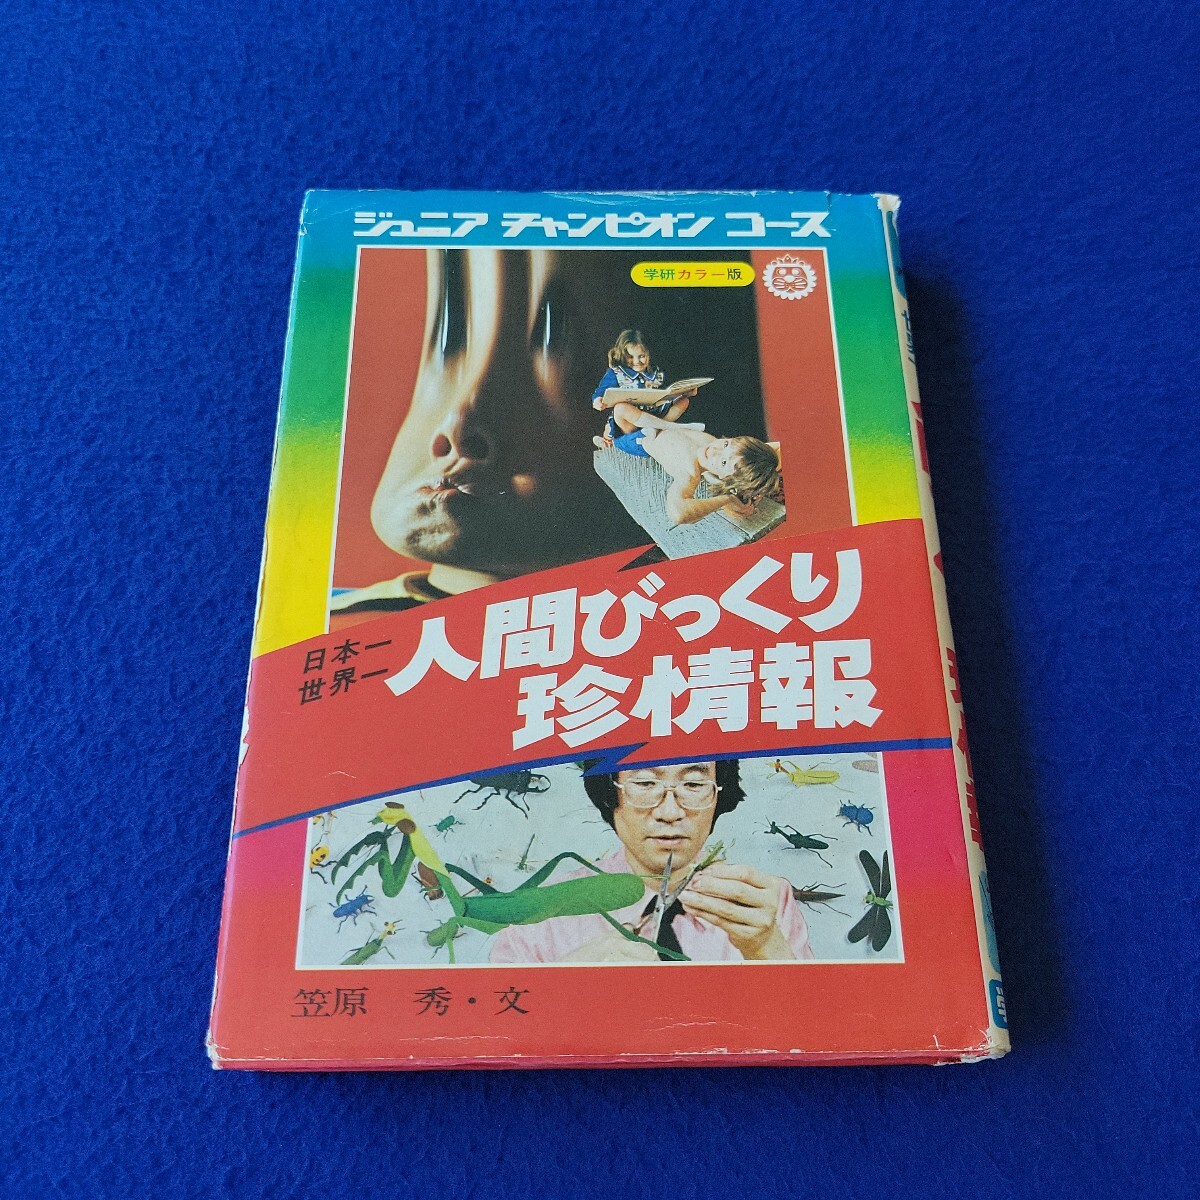 ジュニア チャンピオン コース
学研カラー版
日本一
世界一
人間びっくり
珍情報
笠原 秀・文